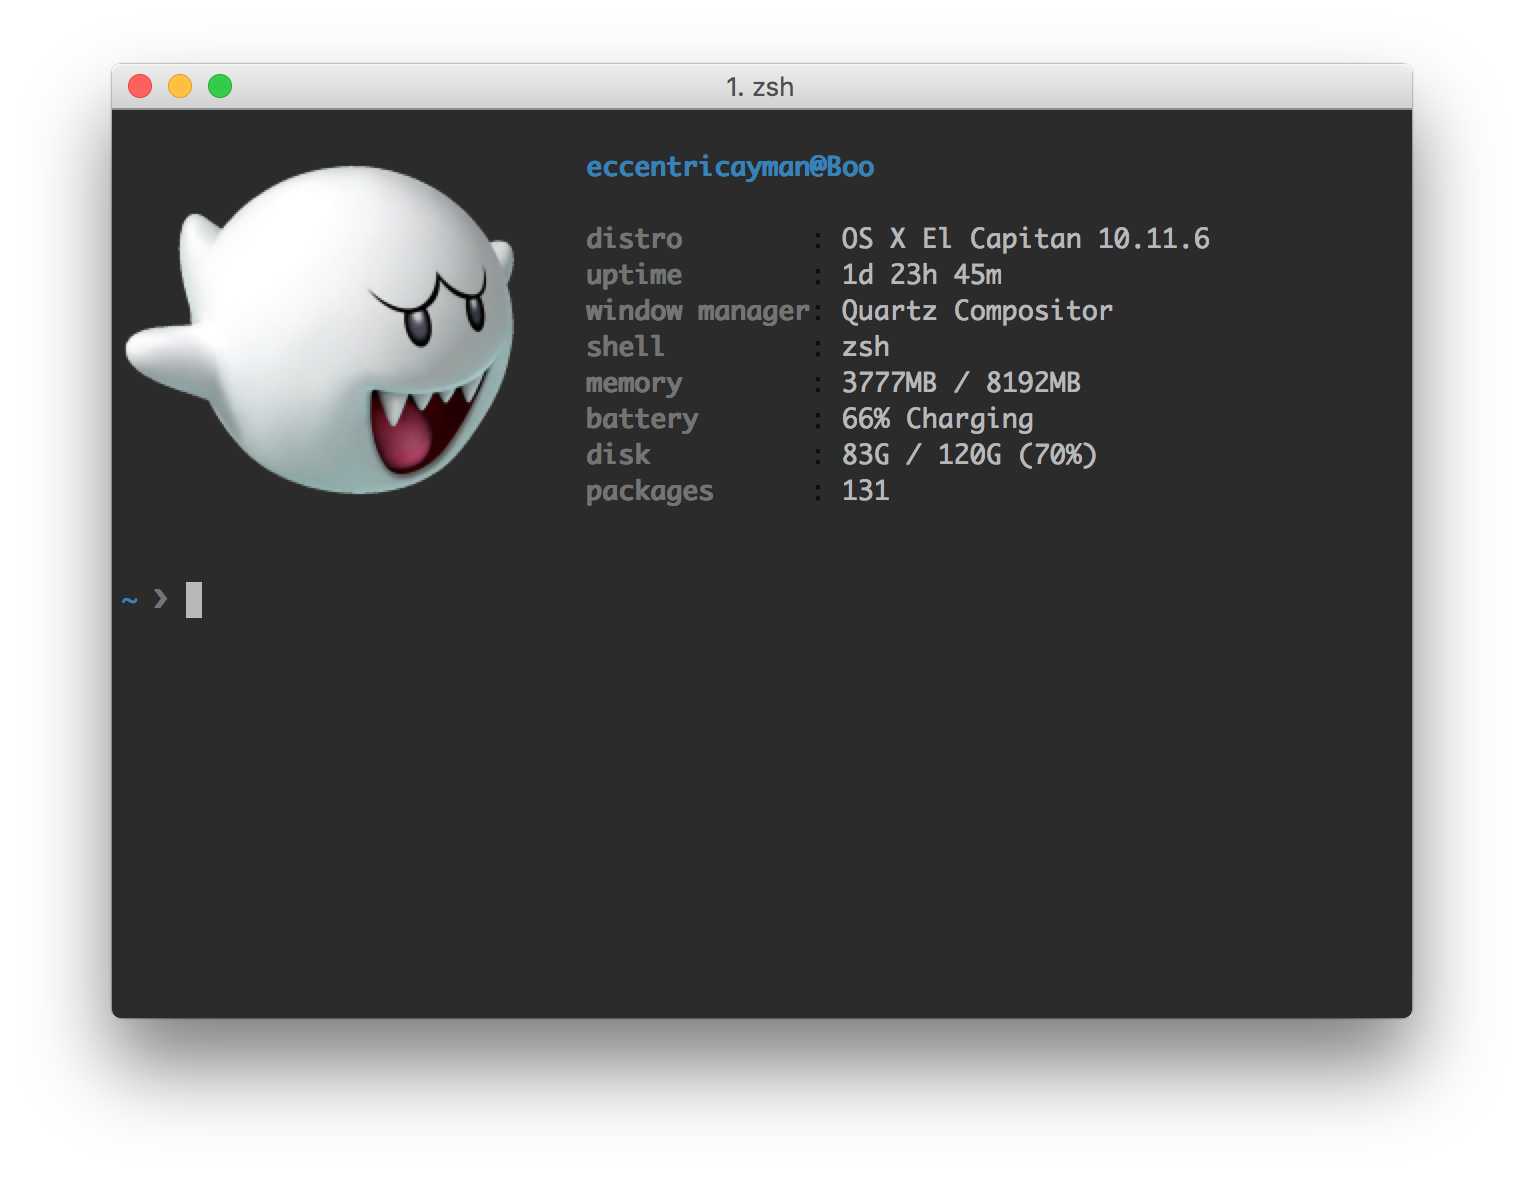 1. zsh
eccentricayman@Boo
distro : OS X El Capitan 10.11.6
uptime : 1d 23h 45m
window manager: Quartz Compositor
shell : zsh
memory : 3777MB / 8192MB
battery : 66% Charging
disk : 83G / 120G (70%)
packages : 131
~ ❯